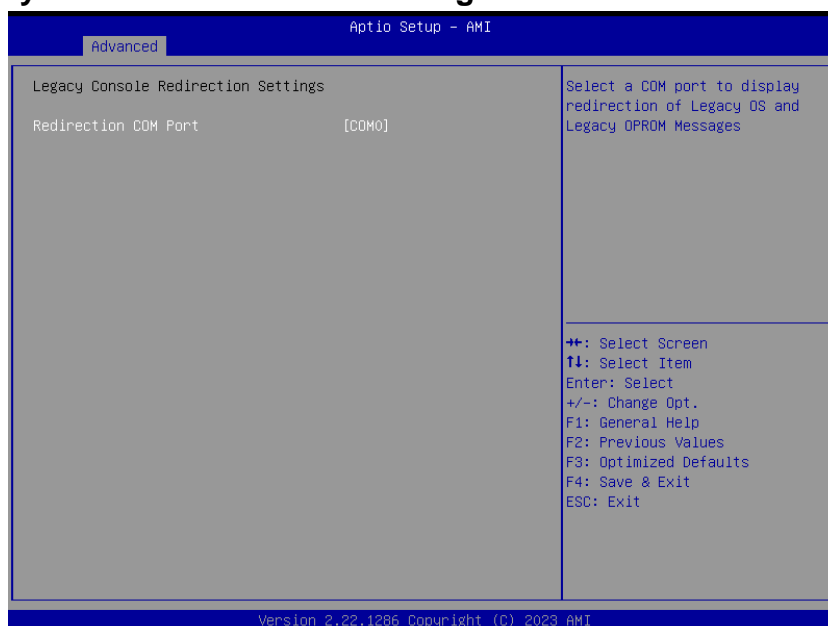 Aptio Setup – AMI
Advanced
Legacy Console Redirection Settings
Redirection COM Port [COM0]
Select a COM port to display
redirection of Legacy OS and
Legacy OPROM Messages
→←: Select Screen
↑↓: Select Item
Enter: Select
+/-: Change Opt.
F1: General Help
F2: Previous Values
F3: Optimized Defaults
F4: Save & Exit
ESC: Exit
Version 2.22.1286 Copyright (C) 2023 AMI